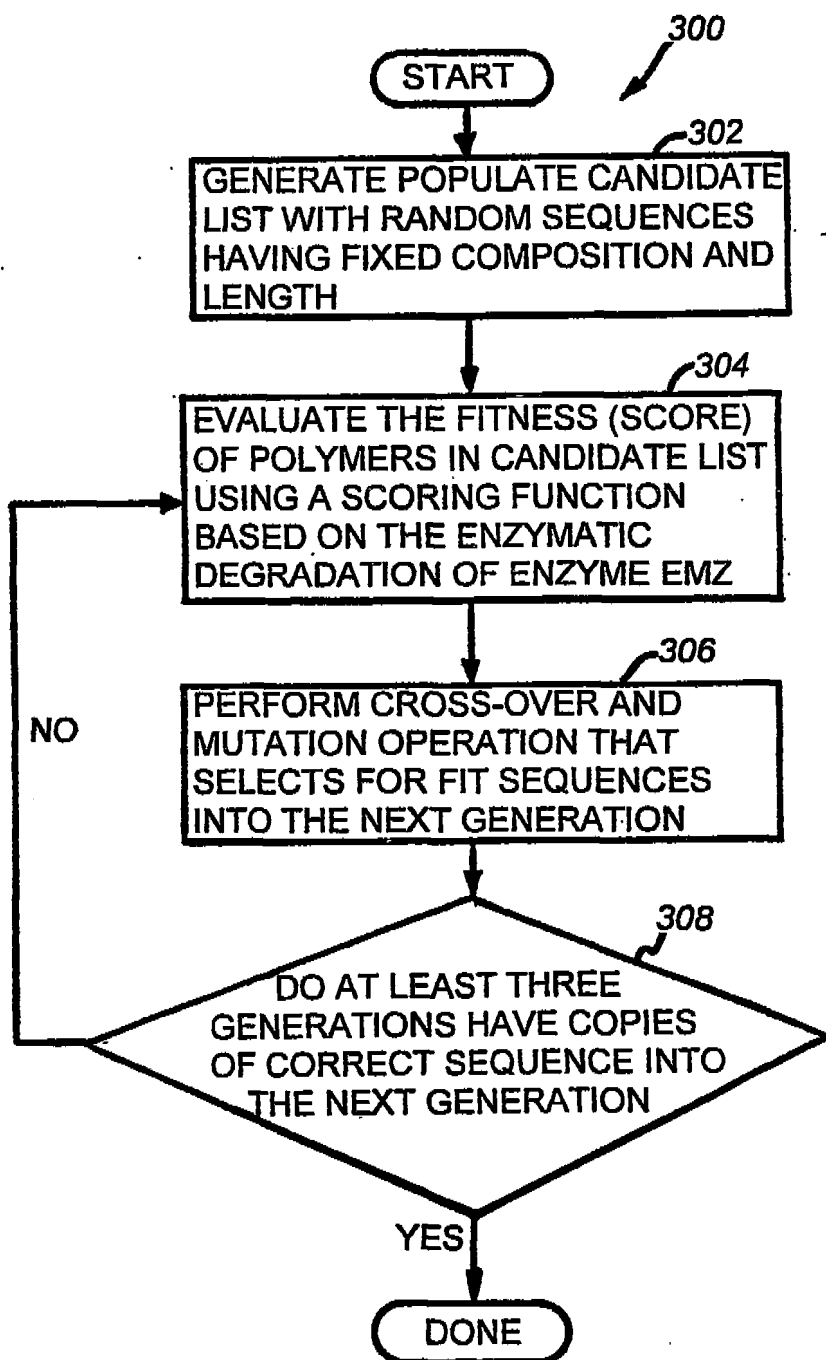 300
START
302
GENERATE POPULATE CANDIDATE
LIST WITH RANDOM SEQUENCES
HAVING FIXED COMPOSITION AND
LENGTH
304
EVALUATE THE FITNESS (SCORE)
OF POLYMERS IN CANDIDATE LIST
USING A SCORING FUNCTION
BASED ON THE ENZYMATIC
DEGRADATION OF ENZYME EMZ
306
PERFORM CROSS-OVER AND
MUTATION OPERATION THAT
SELECTS FOR FIT SEQUENCES
INTO THE NEXT GENERATION
NO
308
DO AT LEAST THREE
GENERATIONS HAVE COPIES
OF CORRECT SEQUENCE INTO
THE NEXT GENERATION
YES
DONE